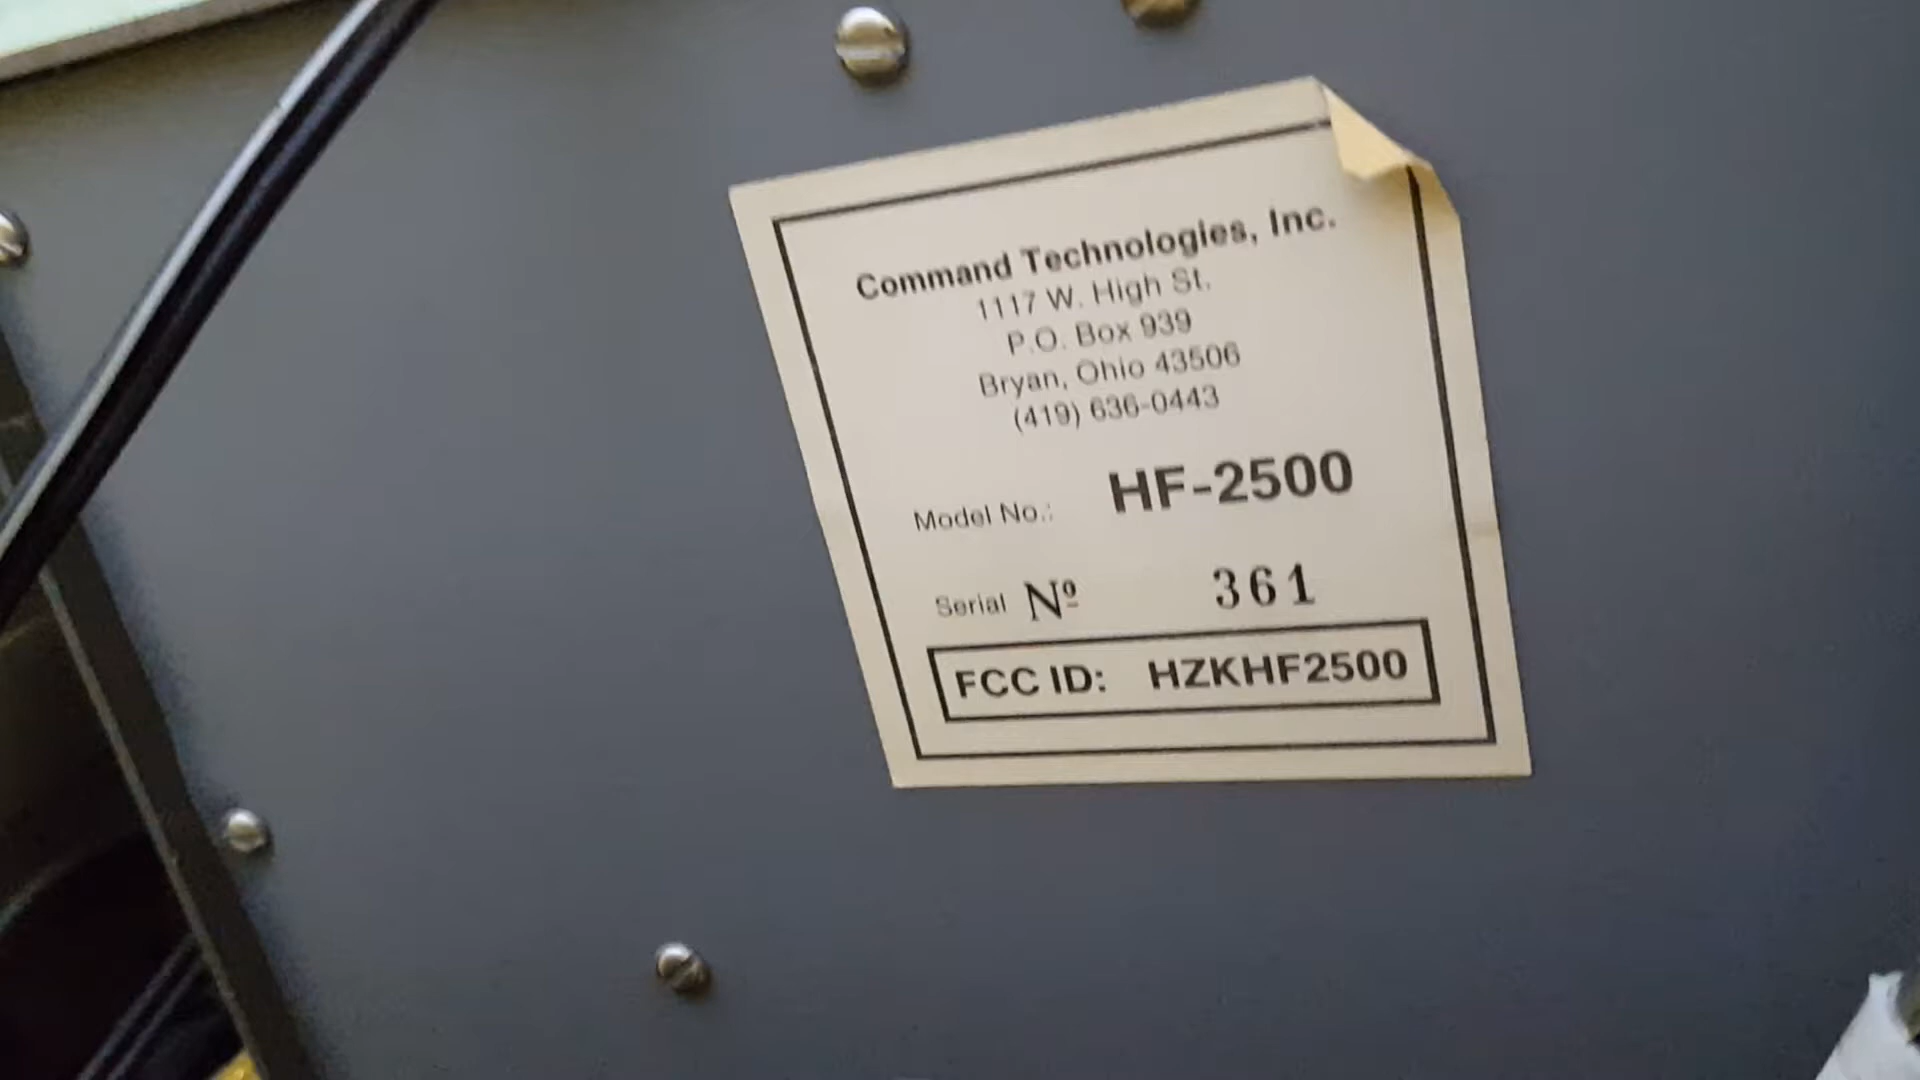 Command Technologies, Inc.
1117 W. High St.
P.O. Box 939
Bryan, Ohio 43506
(419) 636-0443
Model No.: HF-2500
Serial Nº 361
FCC ID: HZKHF2500